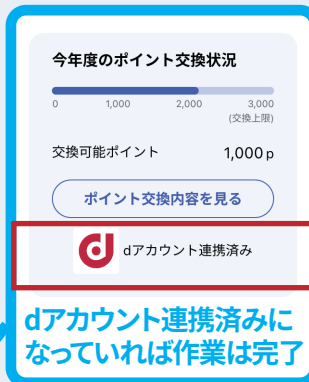 今年度のポイント交換状況
0 1,000 2,000 3,000
(交換上限)
交換可能ポイント 1,000 p
ポイント交換内容を見る
d dアカウント連携済み
dアカウント連携済みに
なっていれば作業は完了